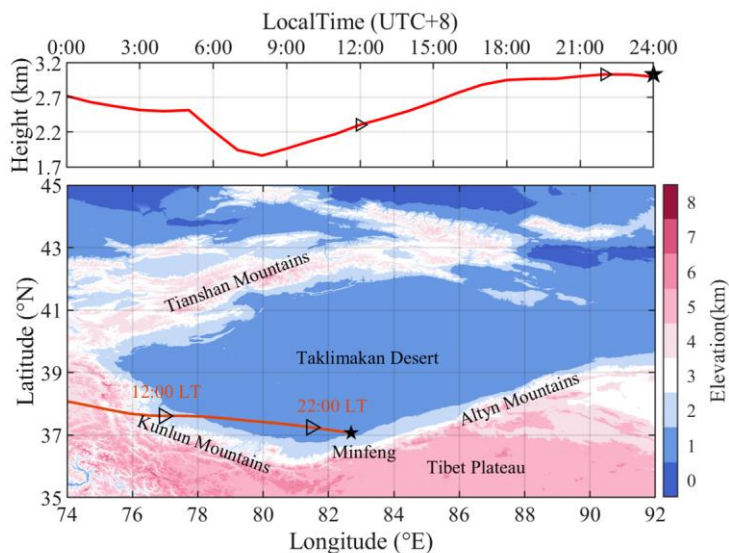 LocalTime (UTC+8)
0:00 3:00 6:00 9:00 12:00 15:00 18:00 21:00 24:00
Height (km)
3.2
2.7
2.2
1.7
45
43
41
39
37
35
Latitude (°N)
Tianshan Mountains
Taklimakan Desert
12:00 LT
22:00 LT
Altyn Mountains
Kunlun Mountains
Minfeng
Tibet Plateau
74 76 78 80 82 84 86 88 90 92
Longitude (°E)
8
7
6
5
4
3
2
1
0
Elevation(km)